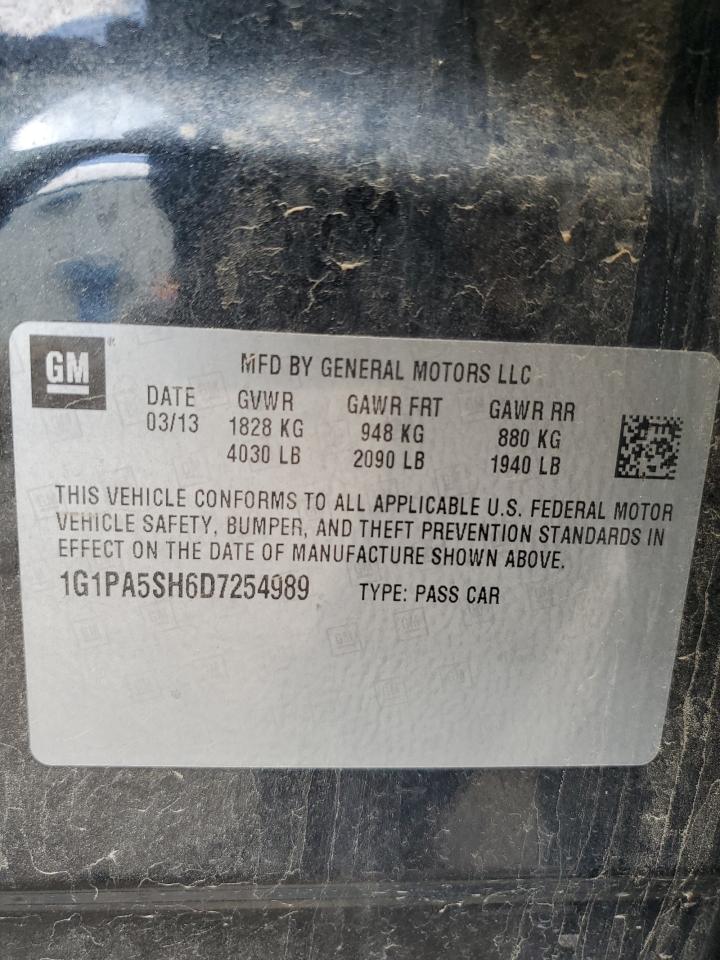 GM ® MFD BY GENERAL MOTORS LLC
DATE GVWR GAWR FRT GAWR RR
03/13 1828 KG 948 KG 880 KG
4030 LB 2090 LB 1940 LB
THIS VEHICLE CONFORMS TO ALL APPLICABLE U.S. FEDERAL MOTOR
VEHICLE SAFETY, BUMPER, AND THEFT PREVENTION STANDARDS IN
EFFECT ON THE DATE OF MANUFACTURE SHOWN ABOVE.
1G1PA5SH6D7254989 TYPE: PASS CAR